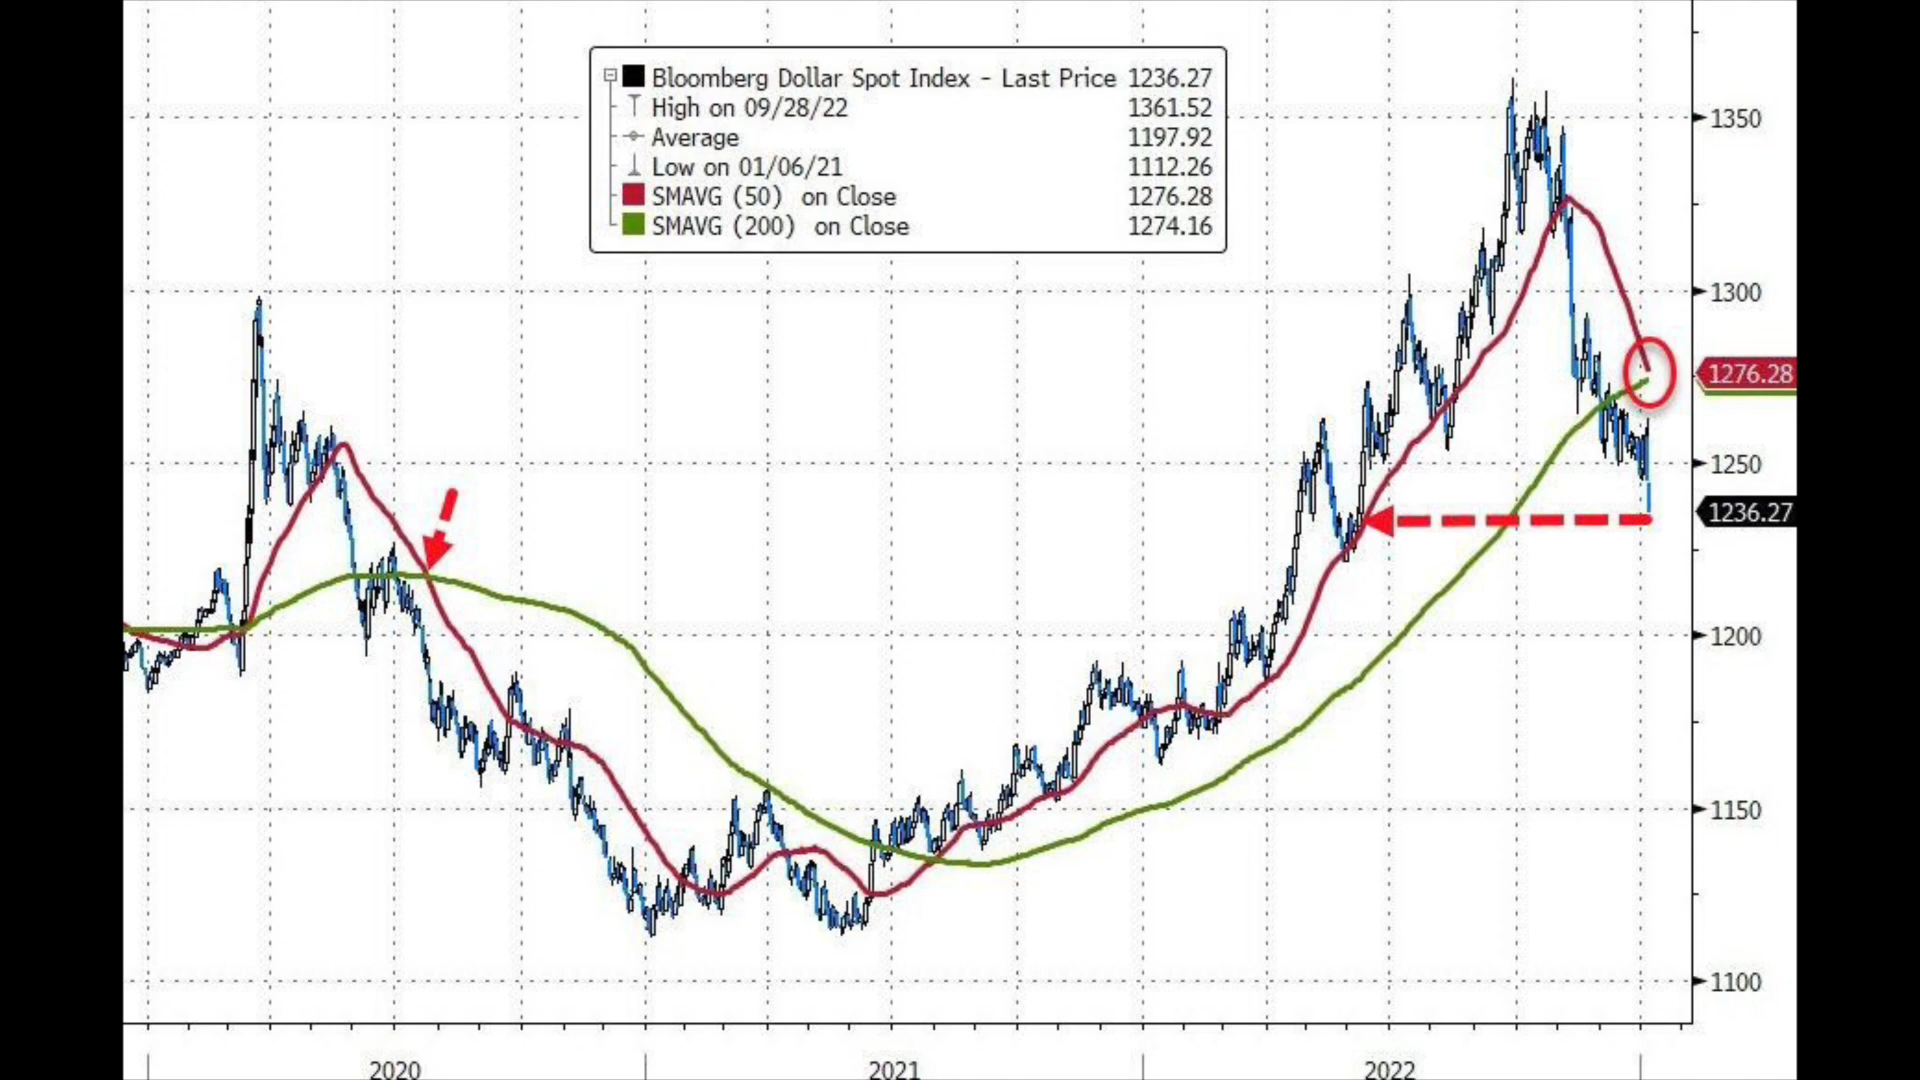 Bloomberg Dollar Spot Index - Last Price 1236.27
High on 09/28/22 1361.52
Average 1197.92
Low on 01/06/21 1112.26
SMAVG (50) on Close 1276.28
SMAVG (200) on Close 1274.16
1350
1300
1276.28
1250
1236.27
1200
1150
1100
2020 2021 2022